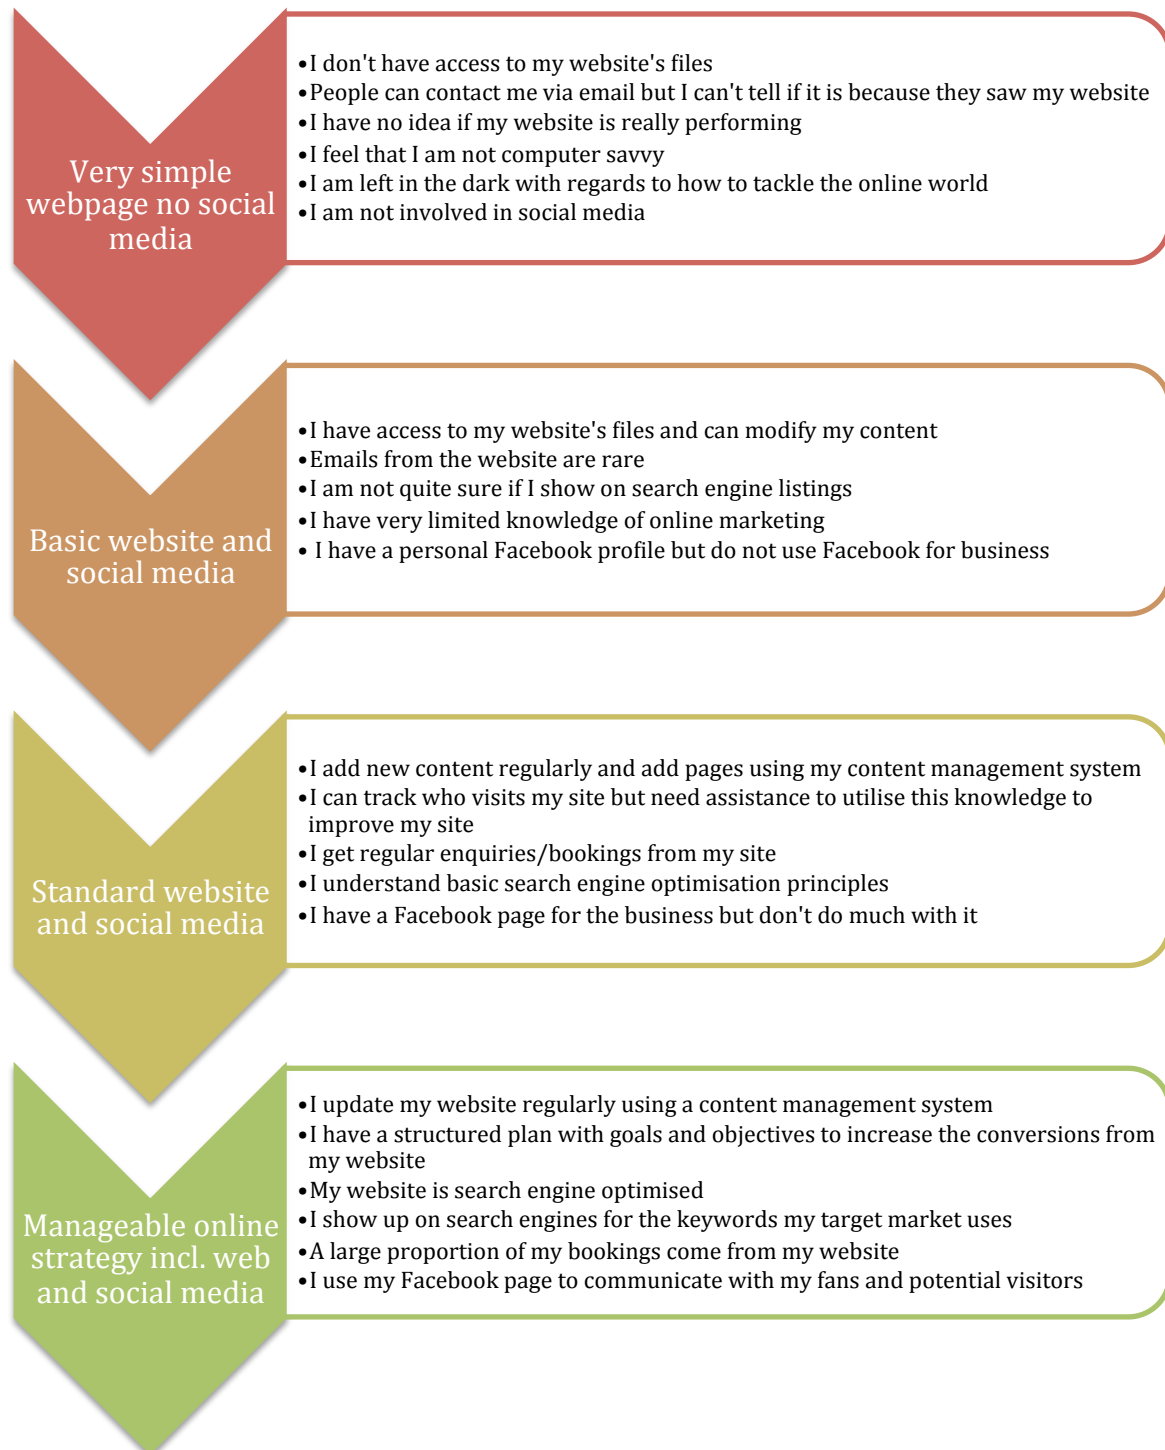 Very simple
webpage no social
media
•I don't have access to my website's files
•People can contact me via email but I can't tell if it is because they saw my website
•I have no idea if my website is really performing
•I feel that I am not computer savvy
•I am left in the dark with regards to how to tackle the online world
•I am not involved in social media
Basic website and
social media
•I have access to my website's files and can modify my content
•Emails from the website are rare
•I am not quite sure if I show on search engine listings
•I have very limited knowledge of online marketing
• I have a personal Facebook profile but do not use Facebook for business
Standard website
and social media
•I add new content regularly and add pages using my content management system
•I can track who visits my site but need assistance to utilise this knowledge to
improve my site
•I get regular enquiries/bookings from my site
•I understand basic search engine optimisation principles
•I have a Facebook page for the business but don't do much with it
Manageable online
strategy incl. web
and social media
•I update my website regularly using a content management system
•I have a structured plan with goals and objectives to increase the conversions from
my website
•My website is search engine optimised
•I show up on search engines for the keywords my target market uses
•A large proportion of my bookings come from my website
•I use my Facebook page to communicate with my fans and potential visitors